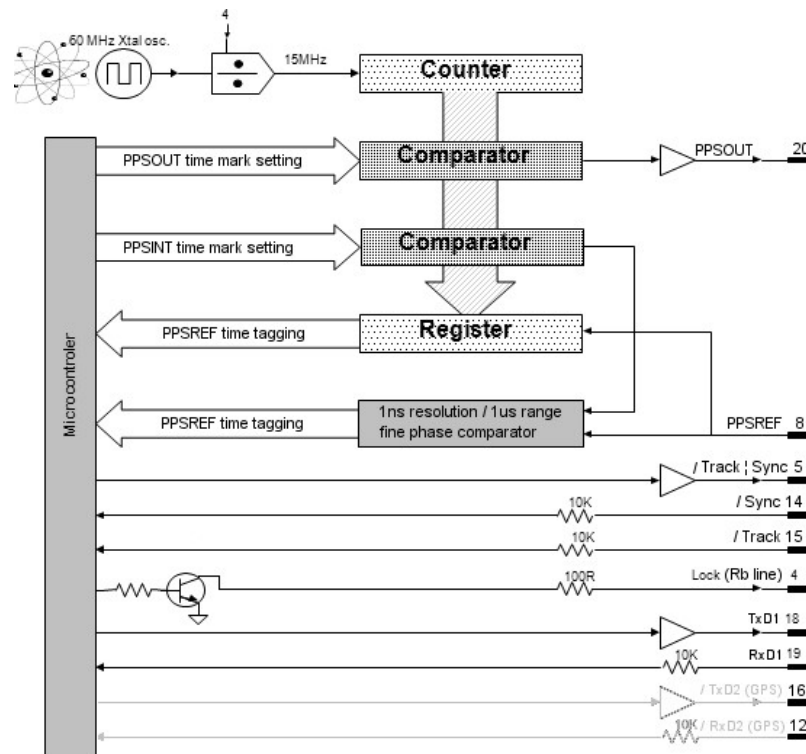 4
60 MHz Xtal osc.
15MHz
Counter
PPSOUT time mark setting
Comparator
PPSOUT
20
PPSINT time mark setting
Comparator
PPSREF time tagging
Register
Microcontroler
PPSREF time tagging
1ns resolution / 1us range
fine phase comparator
PPSREF 8
/ Track ¦ Sync 5
10K
/ Sync 14
10K
/ Track 15
100R
Lock (Rb line) 4
TxD1 18
10K
RxD1 19
/ TxD2 (GPS) 16
10K
/ RxD2 (GPS) 12